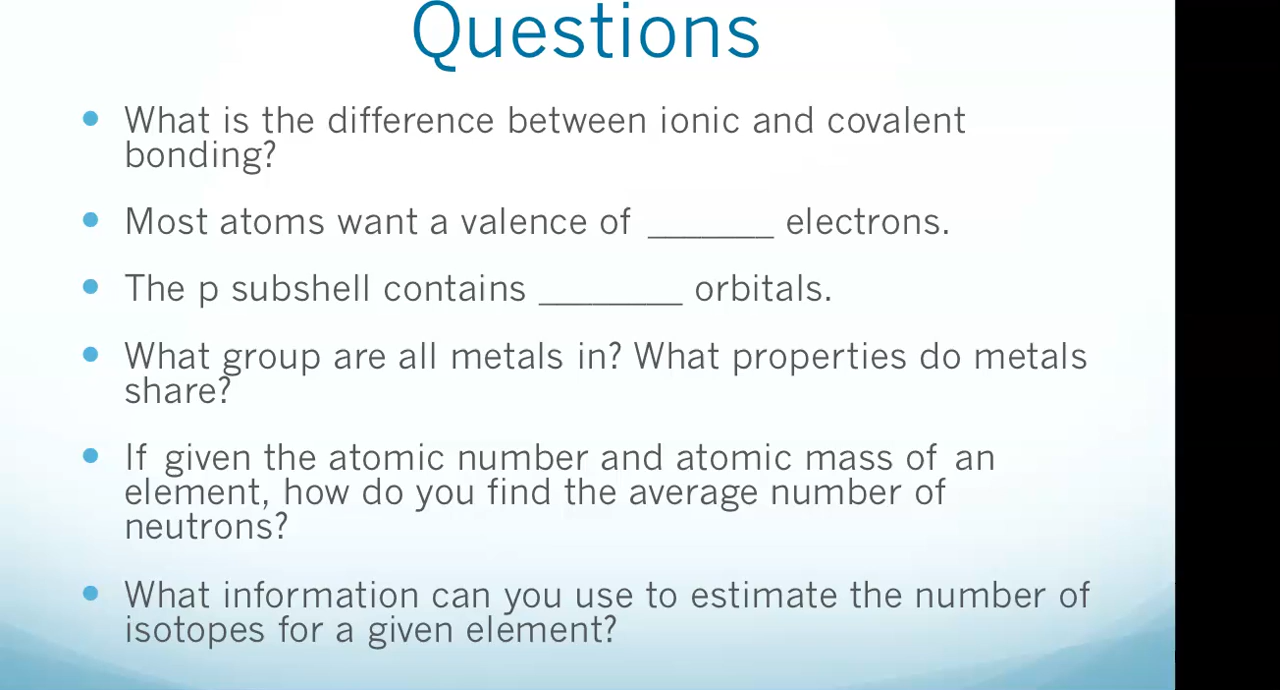 Questions
• What is the difference between ionic and covalent
bonding?
• Most atoms want a valence of _______ electrons.
• The p subshell contains ________ orbitals.
• What group are all metals in? What properties do metals
share?
• If given the atomic number and atomic mass of an
element, how do you find the average number of
neutrons?
• What information can you use to estimate the number of
isotopes for a given element?